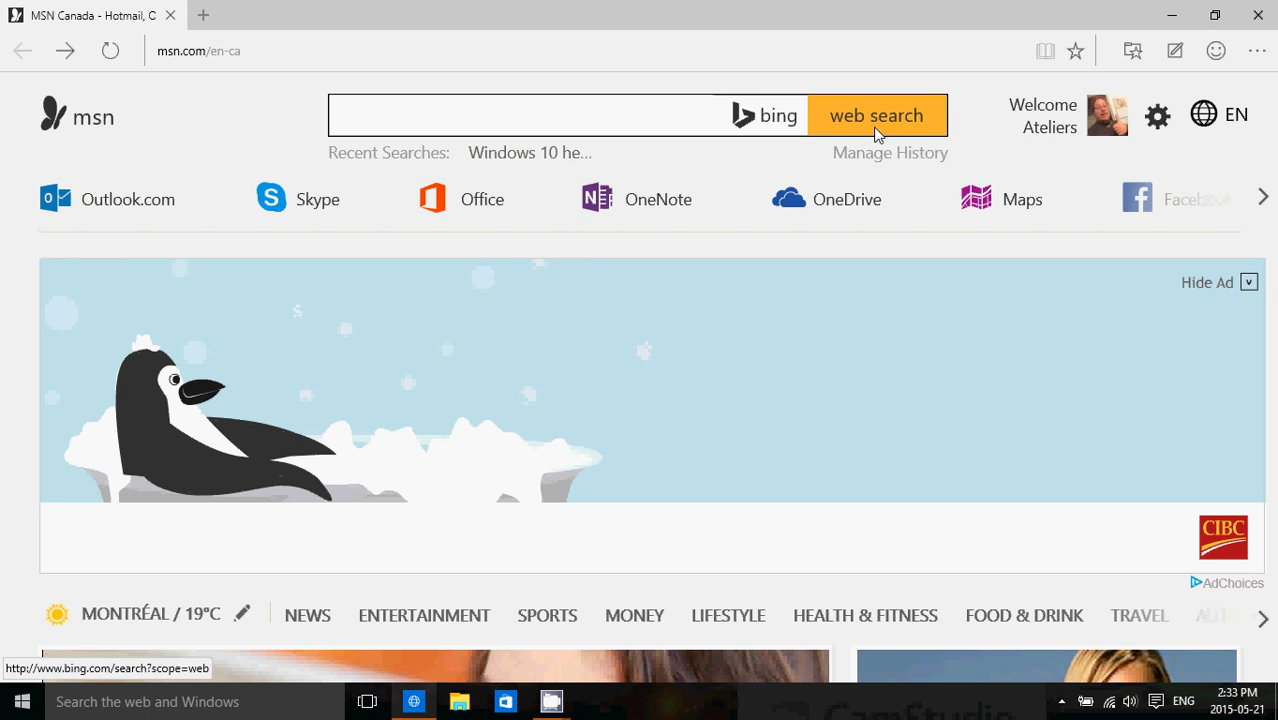 MSN Canada - Hotmail, O
msn.com/en-ca
msn
bing
web search
Welcome
Ateliers
EN
Recent Searches: Windows 10 he...
Manage History
Outlook.com
Skype
Office
OneNote
OneDrive
Maps
Facebook
Hide Ad
CIBC
AdChoices
MONTRÉAL / 19°C
NEWS
ENTERTAINMENT
SPORTS
MONEY
LIFESTYLE
HEALTH & FITNESS
FOOD & DRINK
TRAVEL
http://www.bing.com/search?scope=web
Search the web and Windows
CamStudio
ENG
2:33 PM
2015-05-21